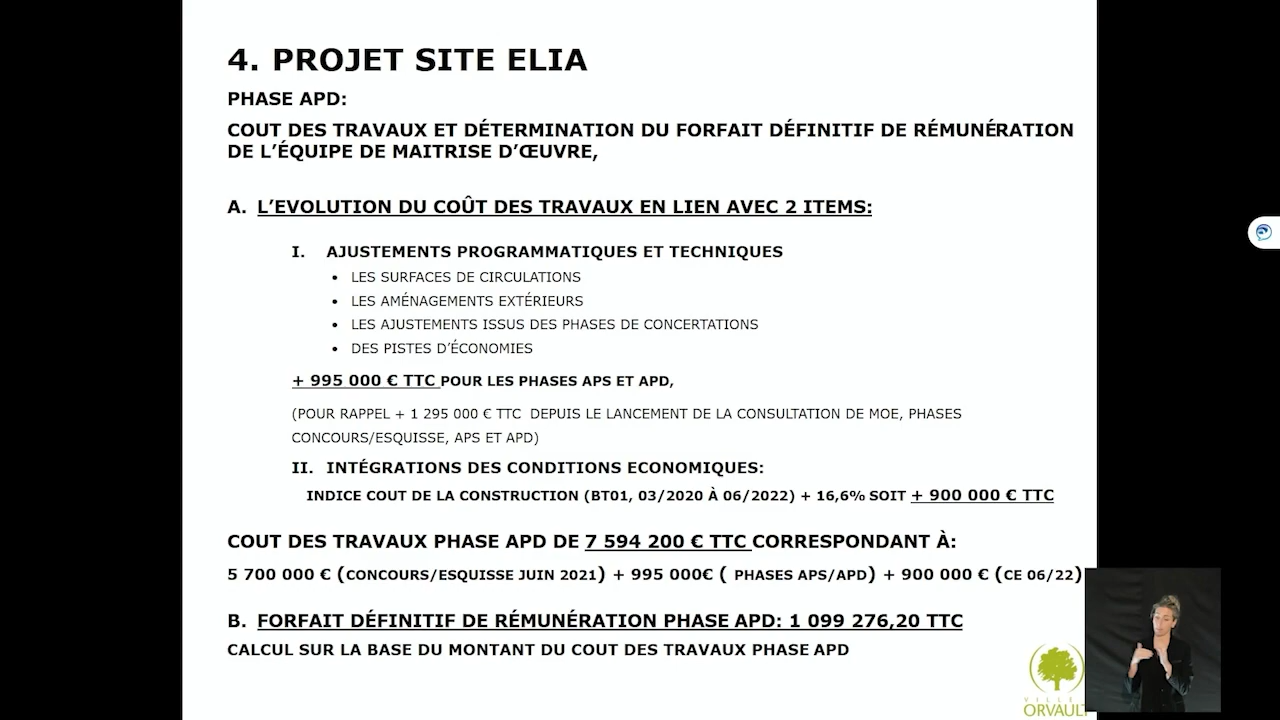 4. PROJET SITE ELIA
PHASE APD:
COUT DES TRAVAUX ET DÉTERMINATION DU FORFAIT DÉFINITIF DE RÉMUNÉRATION
DE L'ÉQUIPE DE MAITRISE D'ŒUVRE,
A. L'EVOLUTION DU COÛT DES TRAVAUX EN LIEN AVEC 2 ITEMS:
I. AJUSTEMENTS PROGRAMMATIQUES ET TECHNIQUES
• LES SURFACES DE CIRCULATIONS
• LES AMÉNAGEMENTS EXTÉRIEURS
• LES AJUSTEMENTS ISSUS DES PHASES DE CONCERTATIONS
• DES PISTES D'ÉCONOMIES
+ 995 000 € TTC POUR LES PHASES APS ET APD,
(POUR RAPPEL + 1 295 000 € TTC DEPUIS LE LANCEMENT DE LA CONSULTATION DE MOE, PHASES
CONCOURS/ESQUISSE, APS ET APD)
II. INTÉGRATIONS DES CONDITIONS ECONOMIQUES:
INDICE COUT DE LA CONSTRUCTION (BT01, 03/2020 À 06/2022) + 16,6% SOIT + 900 000 € TTC
COUT DES TRAVAUX PHASE APD DE 7 594 200 € TTC CORRESPONDANT À:
5 700 000 € (CONCOURS/ESQUISSE JUIN 2021) + 995 000€ ( PHASES APS/APD) + 900 000 € (CE 06/22)
B. FORFAIT DÉFINITIF DE RÉMUNÉRATION PHASE APD: 1 099 276,20 TTC
CALCUL SUR LA BASE DU MONTANT DU COUT DES TRAVAUX PHASE APD
VILLE
ORVAULT